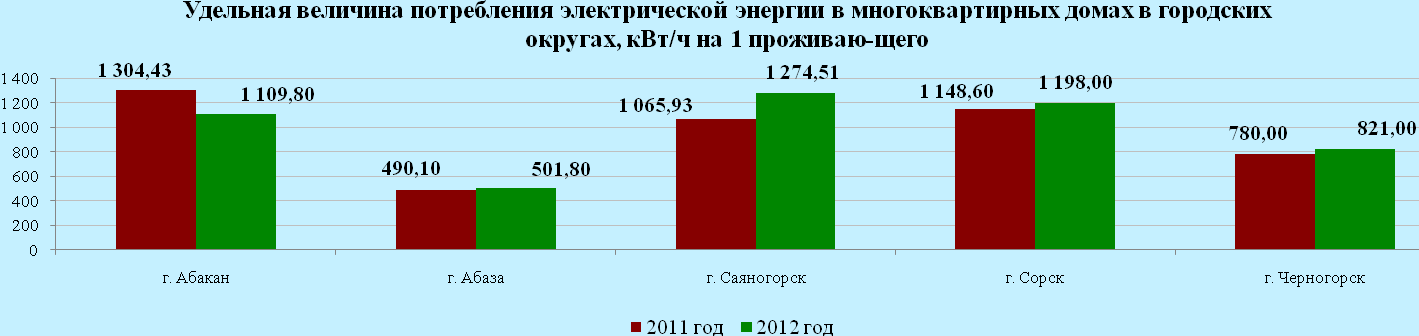 Удельная величина потребления электрической энергии в многоквартирных домах в городских
округах, кВт/ч на 1 проживаю-щего
1 304,43
1 109,80
490,10
501,80
1 065,93
1 274,51
1 148,60
1 198,00
780,00
821,00
1 400
1 200
1 000
800
600
400
200
0
г. Абакан
г. Абаза
г. Саяногорск
г. Сорск
г. Черногорск
2011 год
2012 год